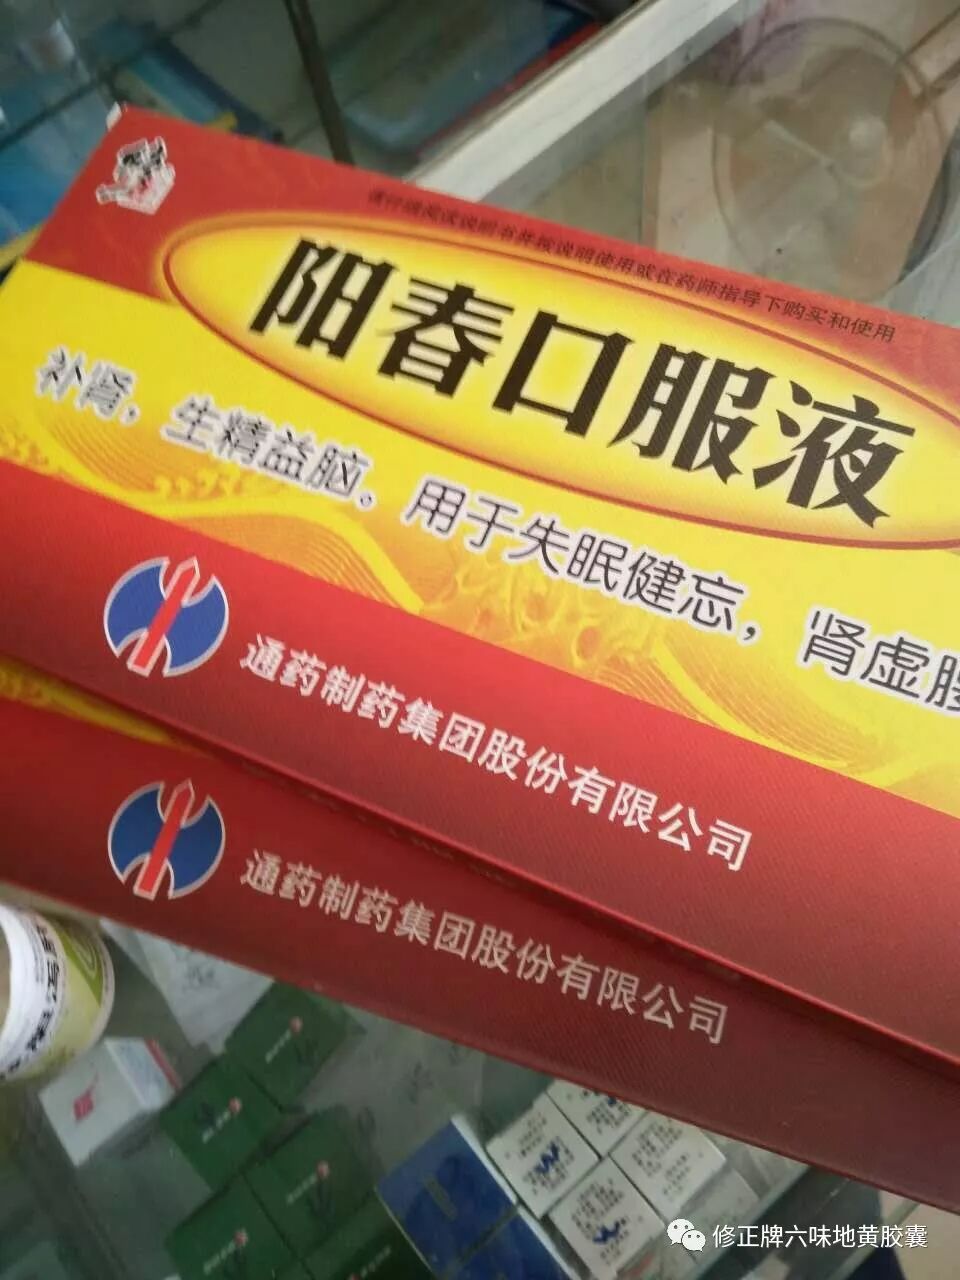 请仔细阅读说明书并按说明使用或在药师指导下购买和使用
阳春口服液
补肾，生精益脑。用于失眠健忘，肾虚腰
通药制药集团股份有限公司
通药制药集团股份有限公司
修正牌六味地黄胶囊